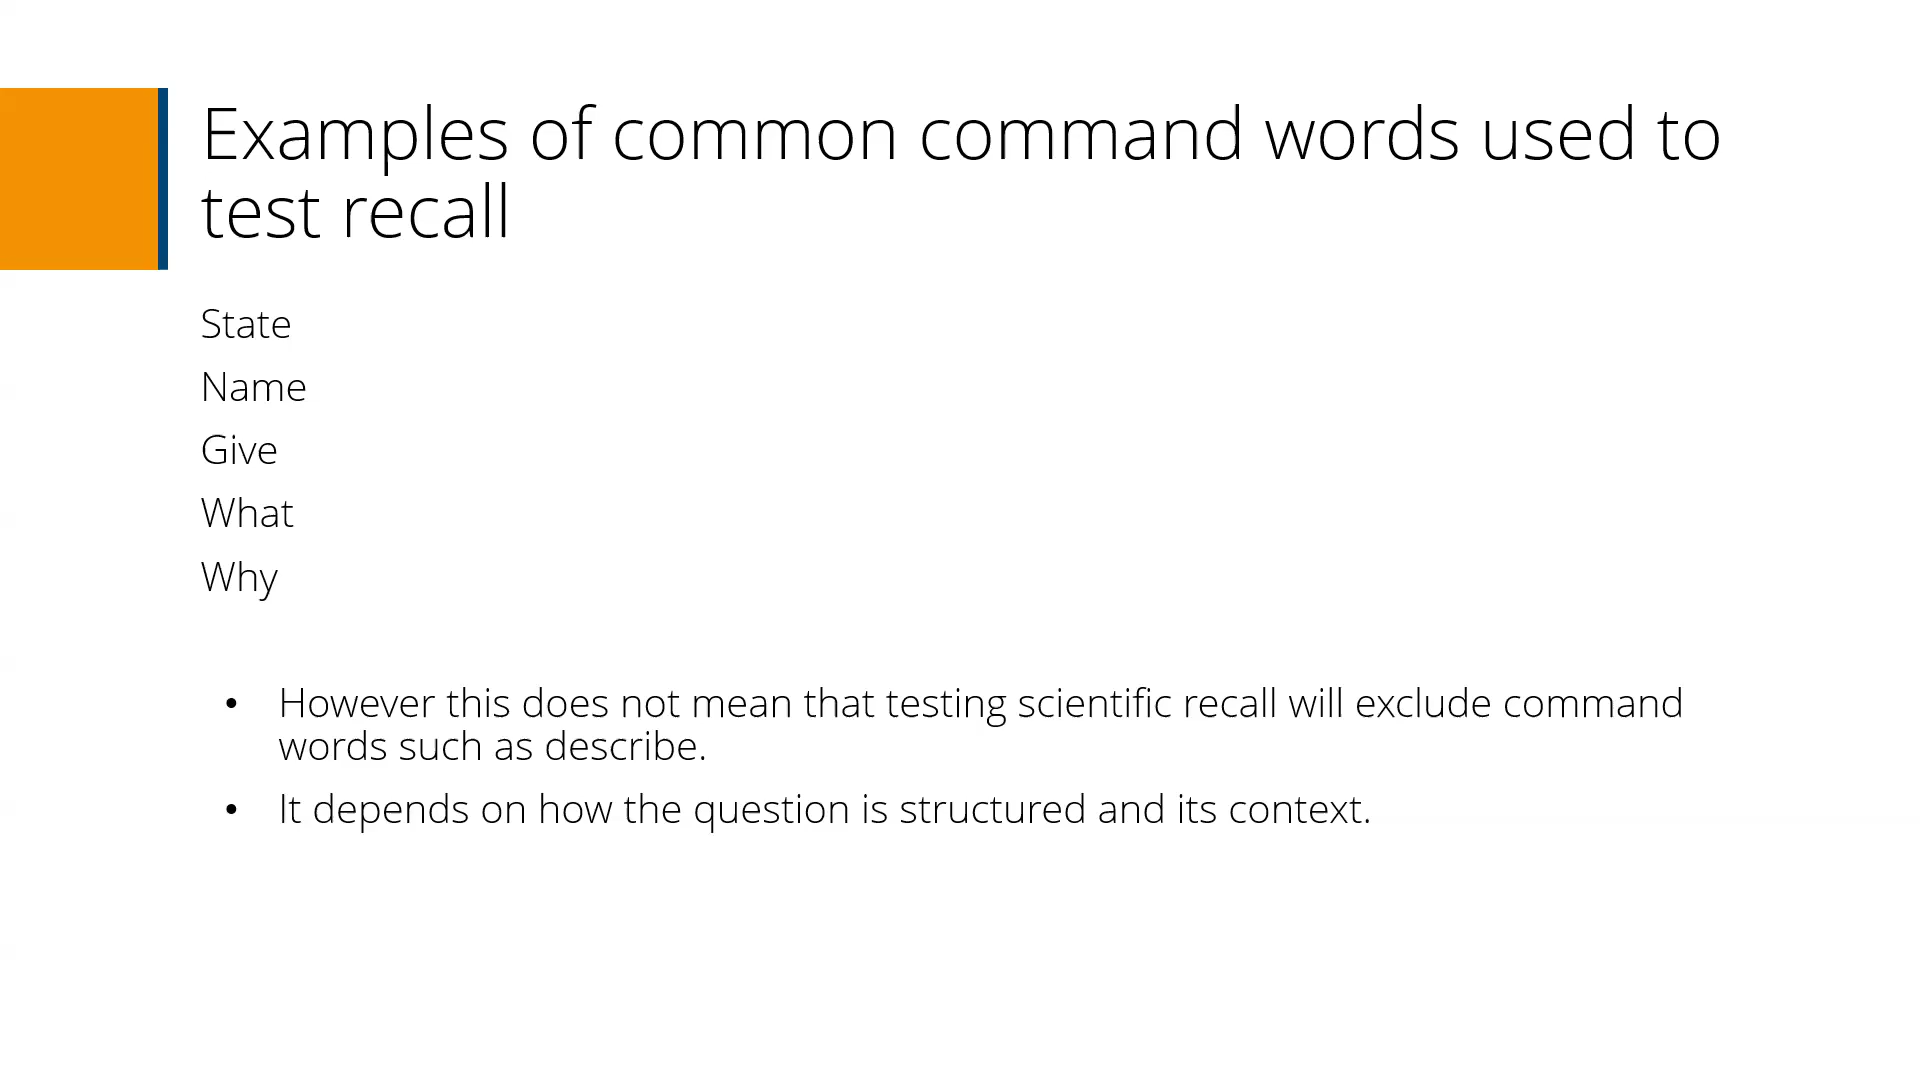 Examples of common command words used to
test recall
State
Name
Give
What
Why
• However this does not mean that testing scientific recall will exclude command
words such as describe.
• It depends on how the question is structured and its context.